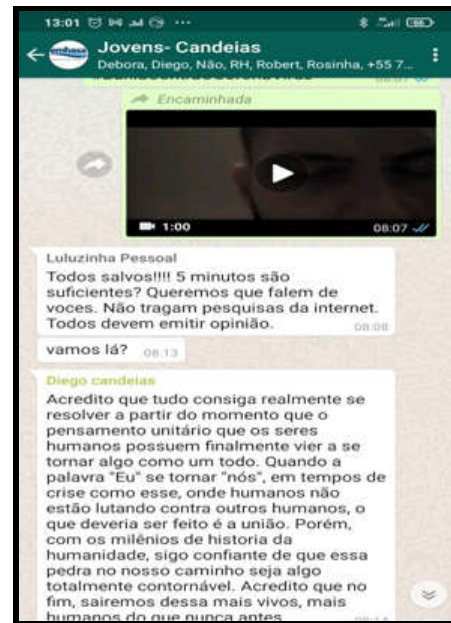 13:01
86
Jovens- Candeias
Debora, Diego, Não, RH, Robert, Rosinha, +55 7...
Encaminhada
1:00
08:07
Luluzinha Pessoal
Todos salvos!!!! 5 minutos são
suficientes? Queremos que falem de
voces. Não tragam pesquisas da internet.
Todos devem emitir opinião.
08:08
vamos lá? 08:13
Diego candeias
Acredito que tudo consiga realmente se
resolver a partir do momento que o
pensamento unitário que os seres
humanos possuem finalmente vier a se
tornar algo como um todo. Quando a
palavra "Eu" se tornar "nós", em tempos de
crise como esse, onde humanos não
estão lutando contra outros humanos, o
que deveria ser feito é a união. Porém,
com os milênios de historia da
humanidade, sigo confiante de que essa
pedra no nosso caminho seja algo
totalmente contornável. Acredito que no
fim, sairemos dessa mais vivos, mais
humanos do que nunca antes